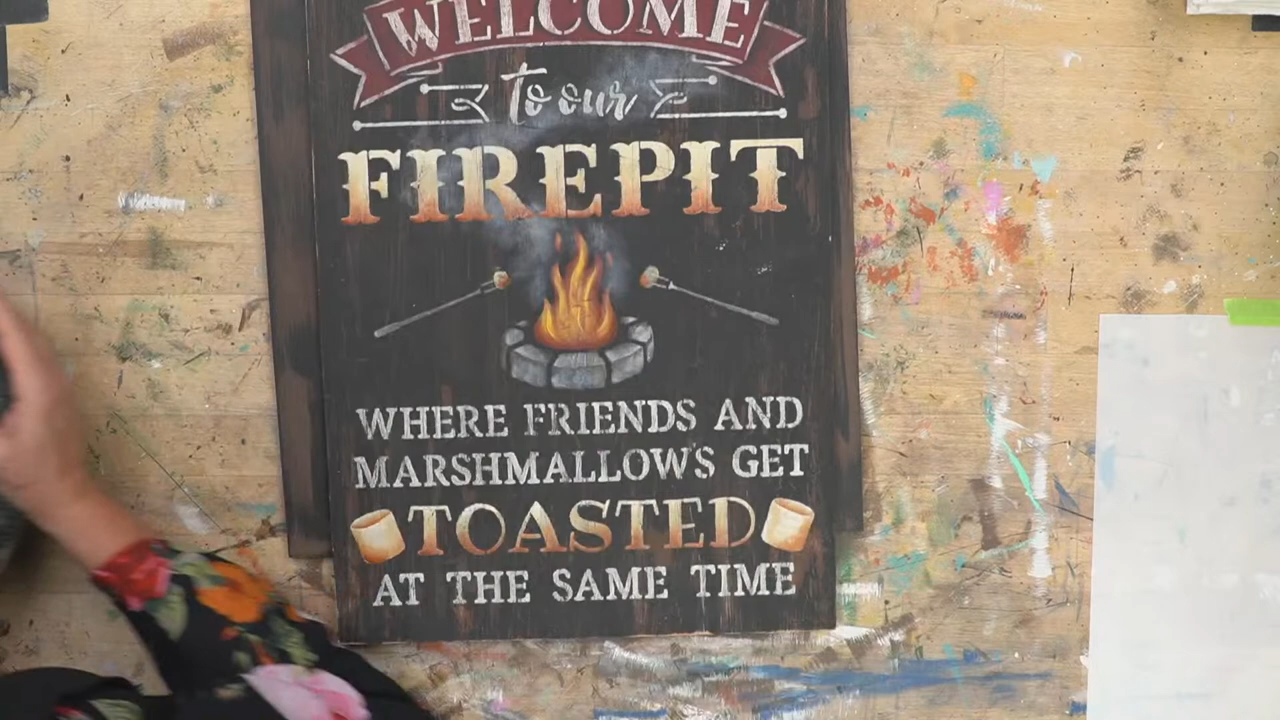 WELCOME
to our
FIREPIT
WHERE FRIENDS AND
MARSHMALLOWS GET
TOASTED
AT THE SAME TIME